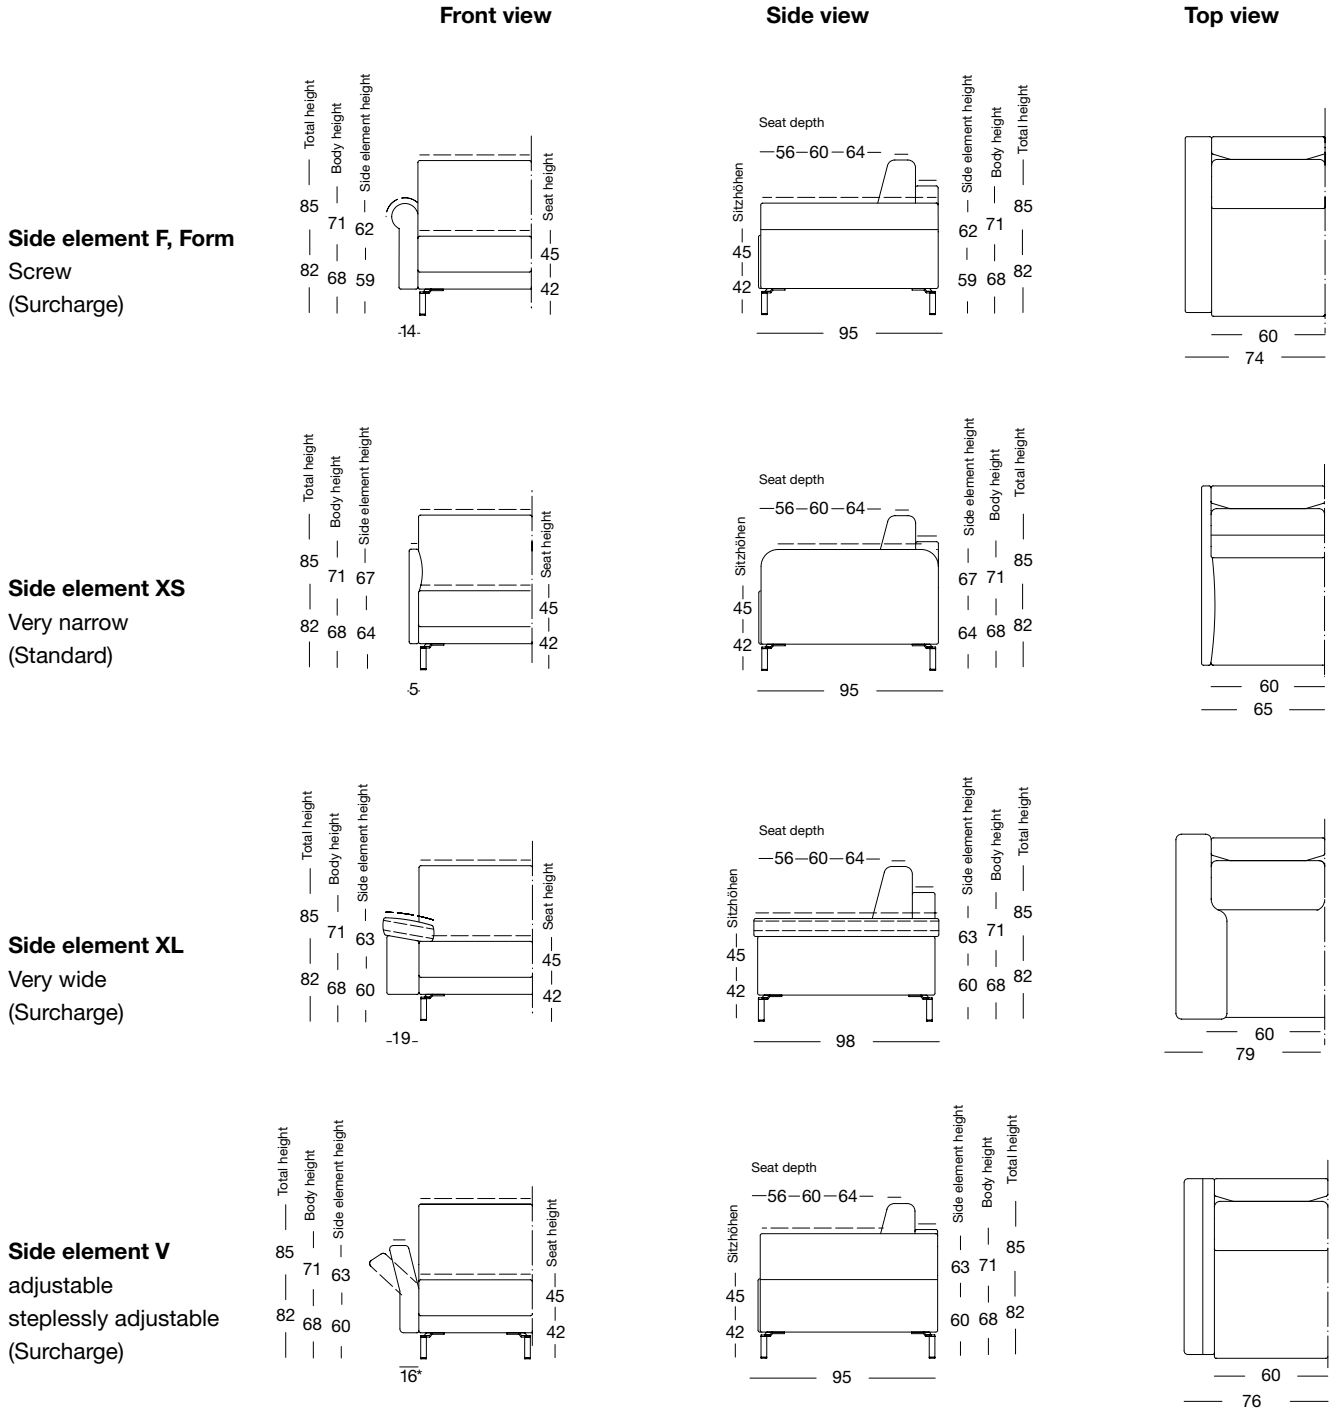 Front view
Side view
Top view
Side element F, Form
Screw
(Surcharge)
Total height
85
82
Body height
71
68
Side element height
62
59
Seat height
45
42
-14-
Seat depth
56 60 64
Sitzhöhen
45
42
Side element height
62
59
Body height
71
68
Total height
85
82
95
60
74
Side element XS
Very narrow
(Standard)
Total height
85
82
Body height
71
68
Side element height
67
64
Seat height
45
42
-5-
Seat depth
56 60 64
Sitzhöhen
45
42
Side element height
67
64
Body height
71
68
Total height
85
82
95
60
65
Side element XL
Very wide
(Surcharge)
Total height
85
82
Body height
71
68
Side element height
63
60
Seat height
45
42
-19-
Seat depth
56 60 64
Sitzhöhen
45
42
Side element height
63
60
Body height
71
68
Total height
85
82
98
60
79
Side element V
adjustable
steplessly adjustable
(Surcharge)
Total height
85
82
Body height
71
68
Side element height
63
60
Seat height
45
42
16*
Seat depth
56 60 64
Sitzhöhen
45
42
Side element height
63
60
Body height
71
68
Total height
85
82
95
60
76